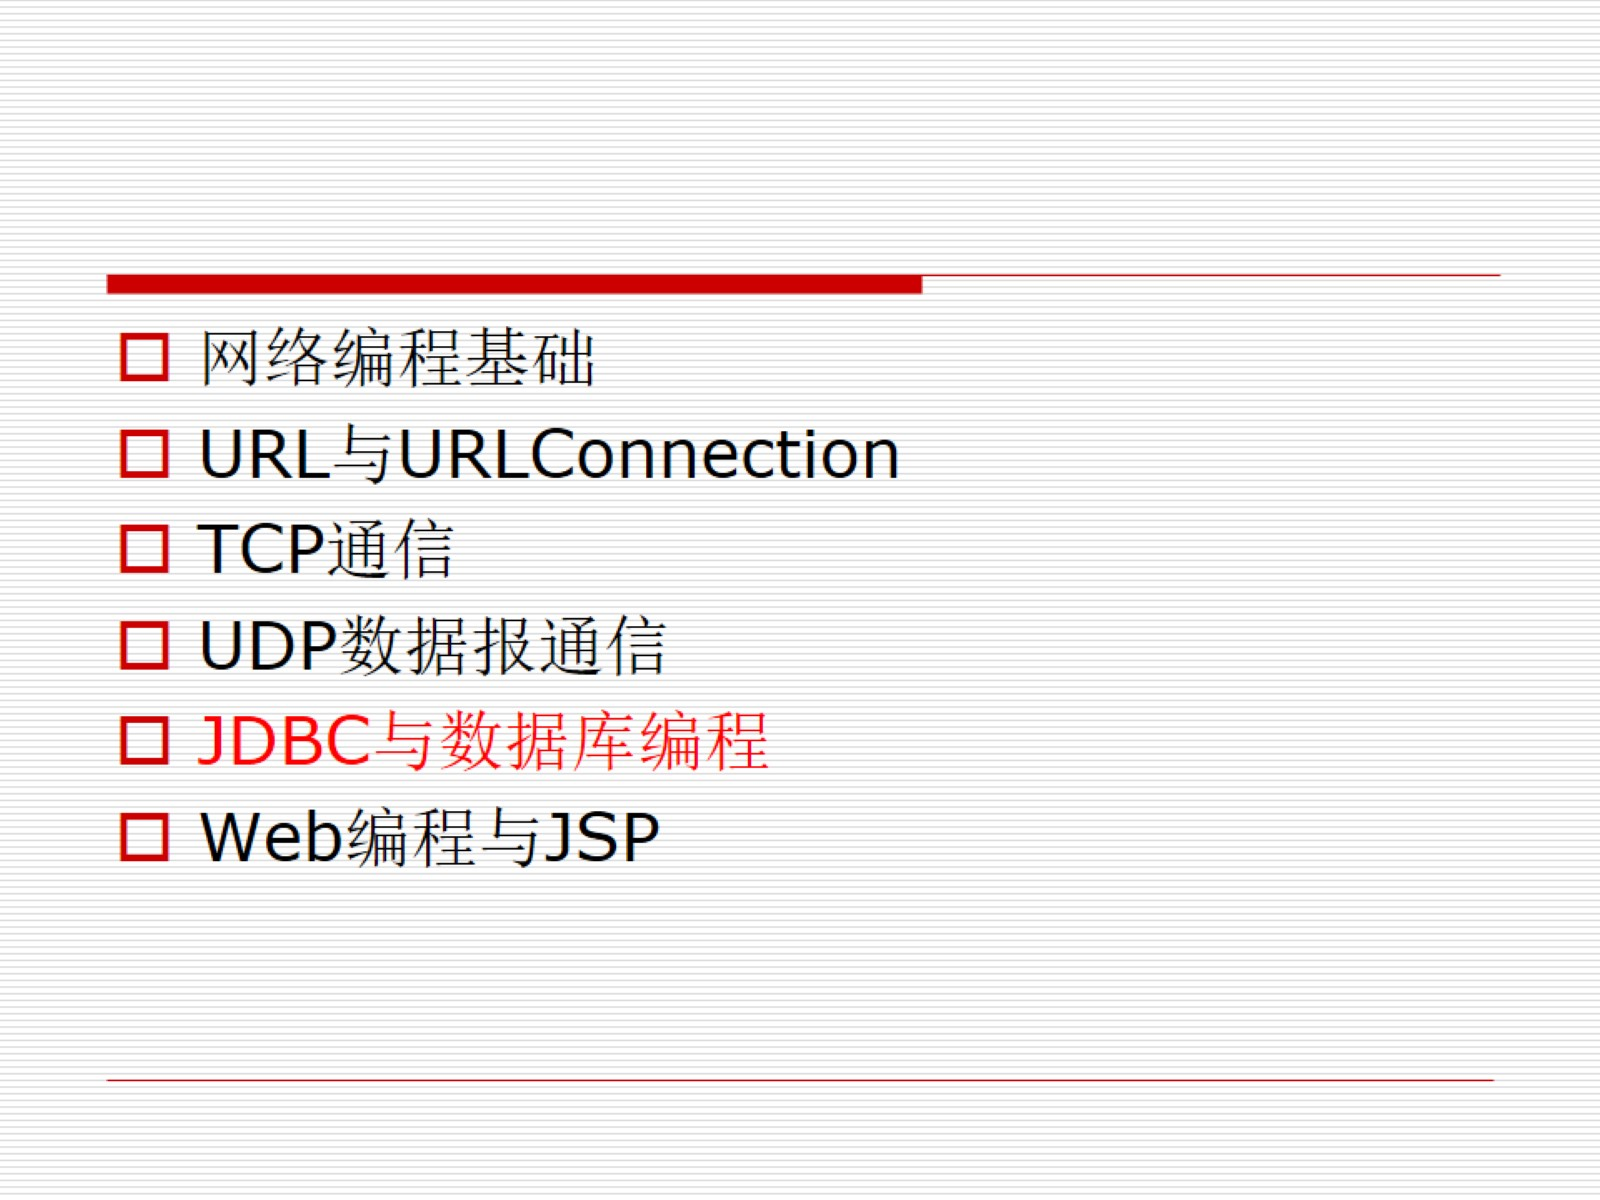 网络编程基础
URL与URLConnection
TCP通信
UDP数据报通信
JDBC与数据库编程
Web编程与JSP